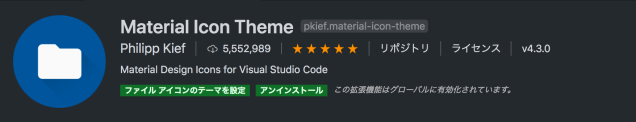 Material Icon Theme pkief.material-icon-theme
Philipp Kief 5,552,989 リポジトリ ライセンス v4.3.0
Material Design Icons for Visual Studio Code
ファイル アイコンのテーマを設定 アンインストール この拡張機能はグローバルに有効化されています。